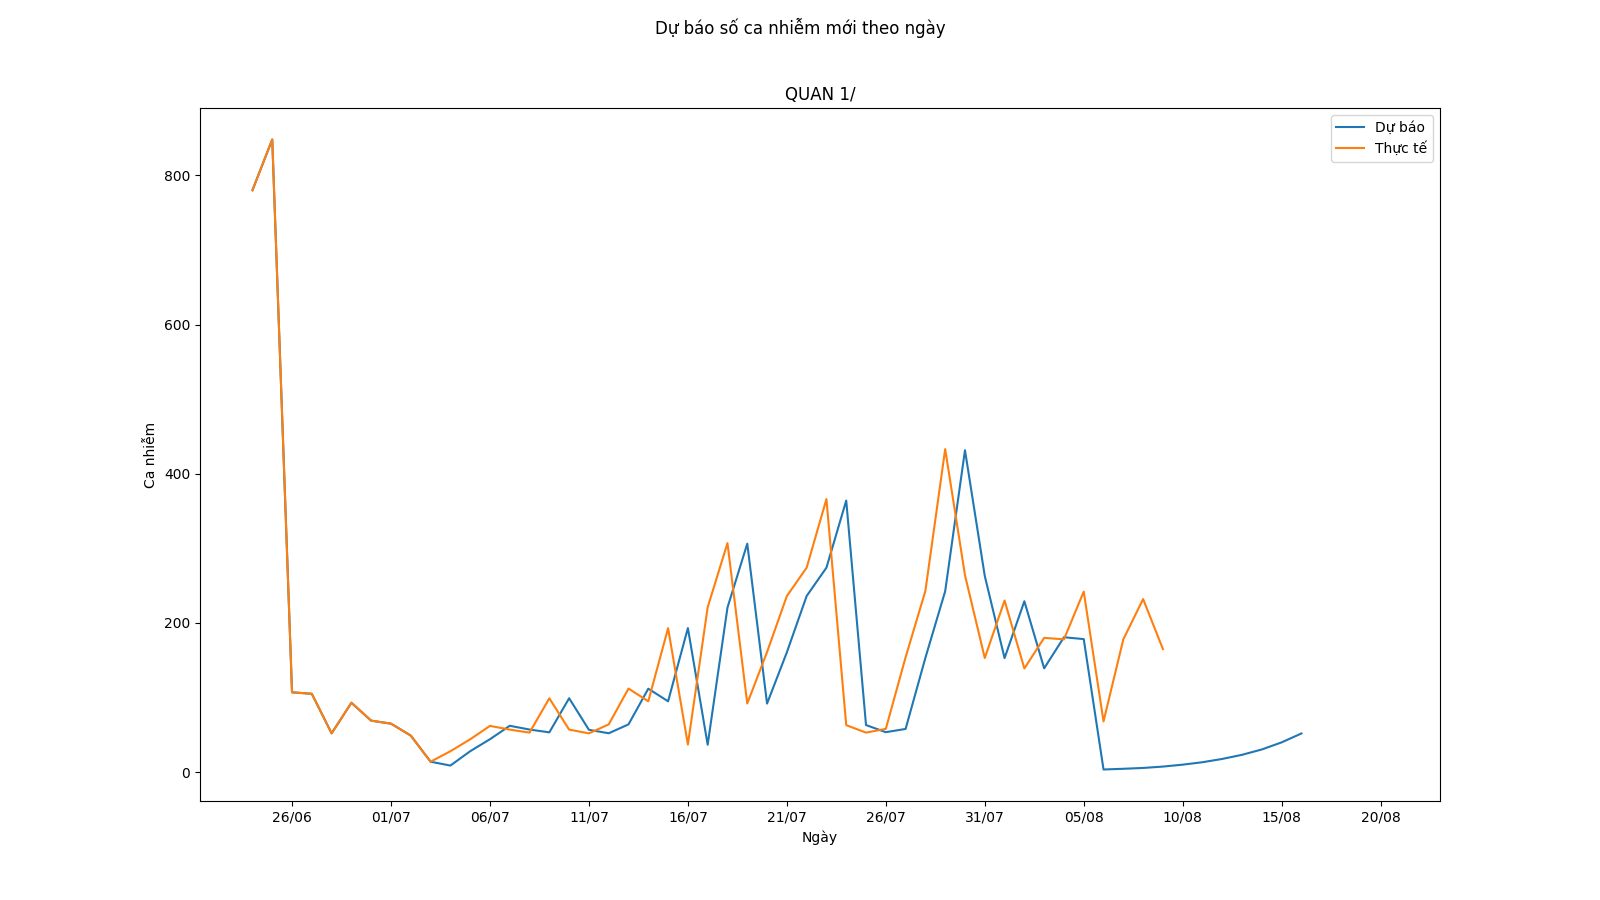 Dự báo số ca nhiễm mới theo ngày
QUAN 1/
Dự báo
Thực tế
800
600
400
200
0
Ca nhiễm
26/06
01/07
06/07
11/07
16/07
21/07
26/07
31/07
05/08
10/08
15/08
20/08
Ngày